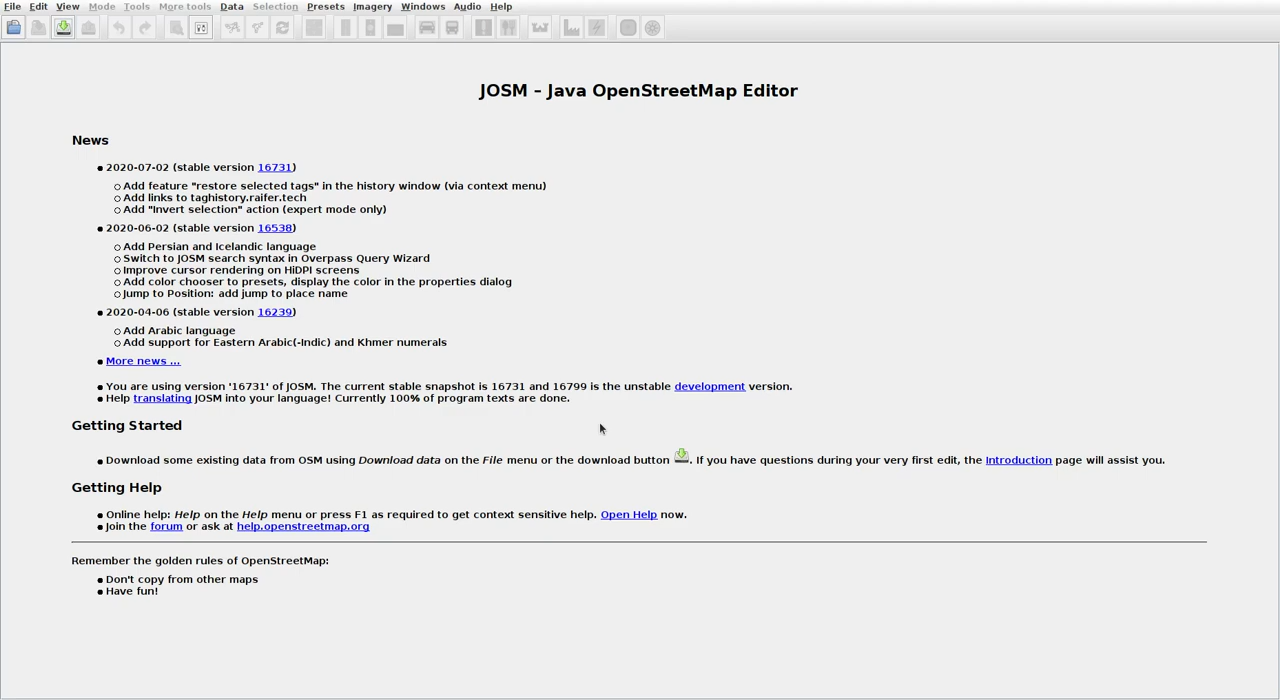 File Edit View Mode Tools More tools Data Selection Presets Imagery Windows Audio Help
JOSM – Java OpenStreetMap Editor
News
2020-07-02 (stable version 16731)
Add feature "restore selected tags" in the history window (via context menu)
Add links to taghistory.raifer.tech
Add "Invert selection" action (expert mode only)
2020-06-02 (stable version 16538)
Add Persian and Icelandic language
Switch to JOSM search syntax in Overpass Query Wizard
Improve cursor rendering on HiDPI screens
Add color chooser to presets, display the color in the properties dialog
Jump to Position: add jump to place name
2020-04-06 (stable version 16239)
Add Arabic language
Add support for Eastern Arabic(-Indic) and Khmer numerals
More news ...
You are using version '16731' of JOSM. The current stable snapshot is 16731 and 16799 is the unstable development version.
Help translating JOSM into your language! Currently 100% of program texts are done.
Getting Started
Download some existing data from OSM using Download data on the File menu or the download button . If you have questions during your very first edit, the Introduction page will assist you.
Getting Help
Online help: Help on the Help menu or press F1 as required to get context sensitive help. Open Help now.
Join the forum or ask at help.openstreetmap.org
Remember the golden rules of OpenStreetMap:
Don't copy from other maps
Have fun!